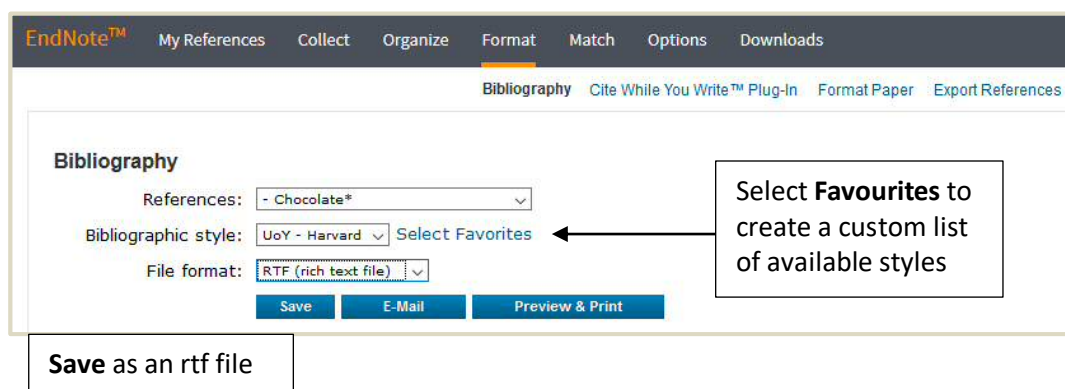 EndNote™ My References Collect Organize Format Match Options Downloads
Bibliography Cite While You Write™ Plug-In Format Paper Export References
Bibliography
References: - Chocolate*
Bibliographic style: UoY - Harvard Select Favorites
File format: RTF (rich text file)
Save E-Mail Preview & Print
Select Favourites to
create a custom list
of available styles
Save as an rtf file